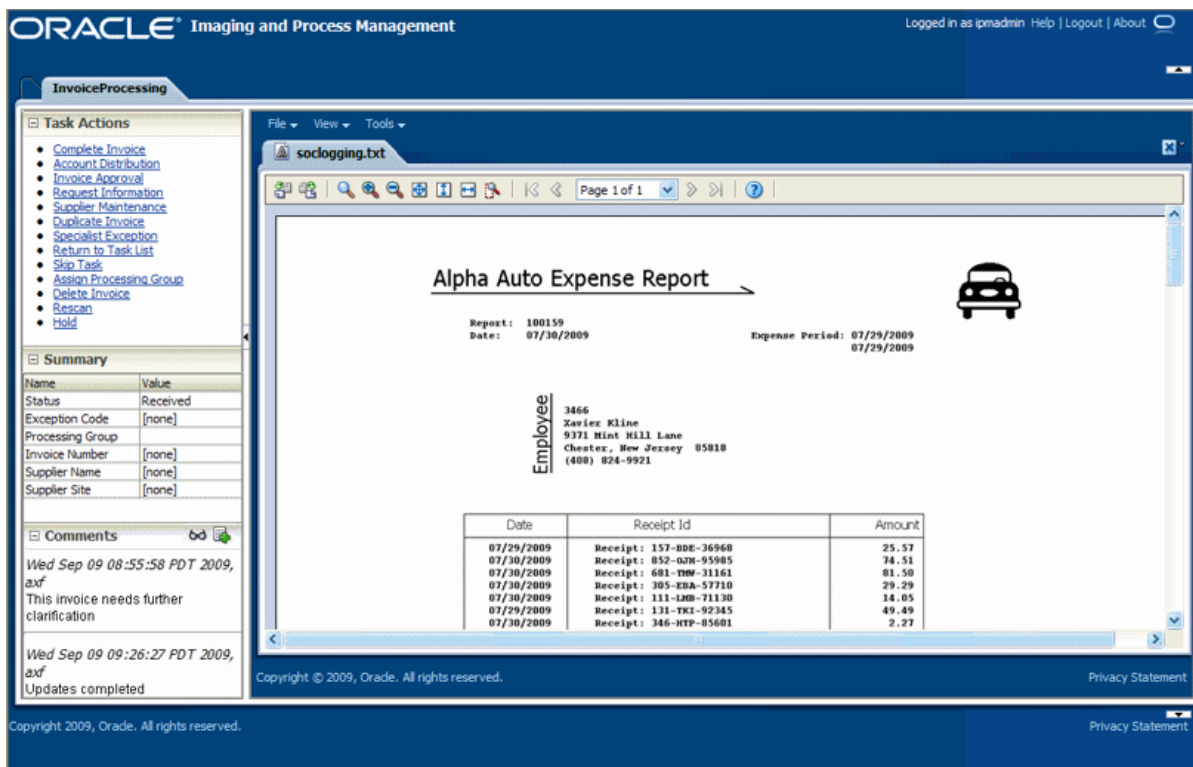 ORACLE Imaging and Process Management
Logged in as ipmadmin Help | Logout | About
InvoiceProcessing
Task Actions
Complete Invoice
Account Distribution
Invoice Approval
Request Information
Supplier Maintenance
Duplicate Invoice
Specialist Exception
Return to Task List
Skip Task
Assign Processing Group
Delete Invoice
Rescan
Hold
Summary
Name Value
Status Received
Exception Code [none]
Processing Group
Invoice Number [none]
Supplier Name [none]
Supplier Site [none]
Comments
Wed Sep 09 08:55:58 PDT 2009,
axf
This invoice needs further
clarification
Wed Sep 09 09:26:27 PDT 2009,
axf
Updates completed
File View Tools
soclogging.txt
Page 1 of 1
Alpha Auto Expense Report
Report: 100159
Date: 07/30/2009
Expense Period: 07/29/2009
07/29/2009
Employee
3466
Xavier Kline
9371 Mint Hill Lane
Chester, New Jersey 85818
(408) 824-9921
Date Receipt Id Amount
07/29/2009 Receipt: 157-BDE-36968 25.57
07/30/2009 Receipt: 852-OJM-95985 74.51
07/30/2009 Receipt: 681-TMW-31161 81.50
07/30/2009 Receipt: 305-EBA-57710 29.29
07/30/2009 Receipt: 111-LMB-71130 14.05
07/29/2009 Receipt: 131-TKI-92345 49.49
07/30/2009 Receipt: 346-HTP-85601 2.27
Copyright © 2009, Oracle. All rights reserved.
Privacy Statement
Copyright 2009, Oracle. All rights reserved.
Privacy Statement